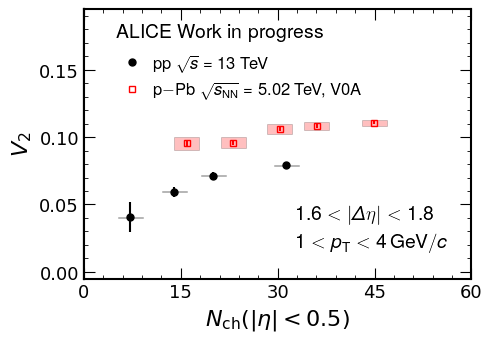 ALICE Work in progress
pp √s = 13 TeV
p−Pb √sNN = 5.02 TeV, V0A
0.15
0.10
0.05
0.00
V2
1.6 < |Δη| < 1.8
1 < pT < 4 GeV/c
0 15 30 45 60
Nch(|η| < 0.5)